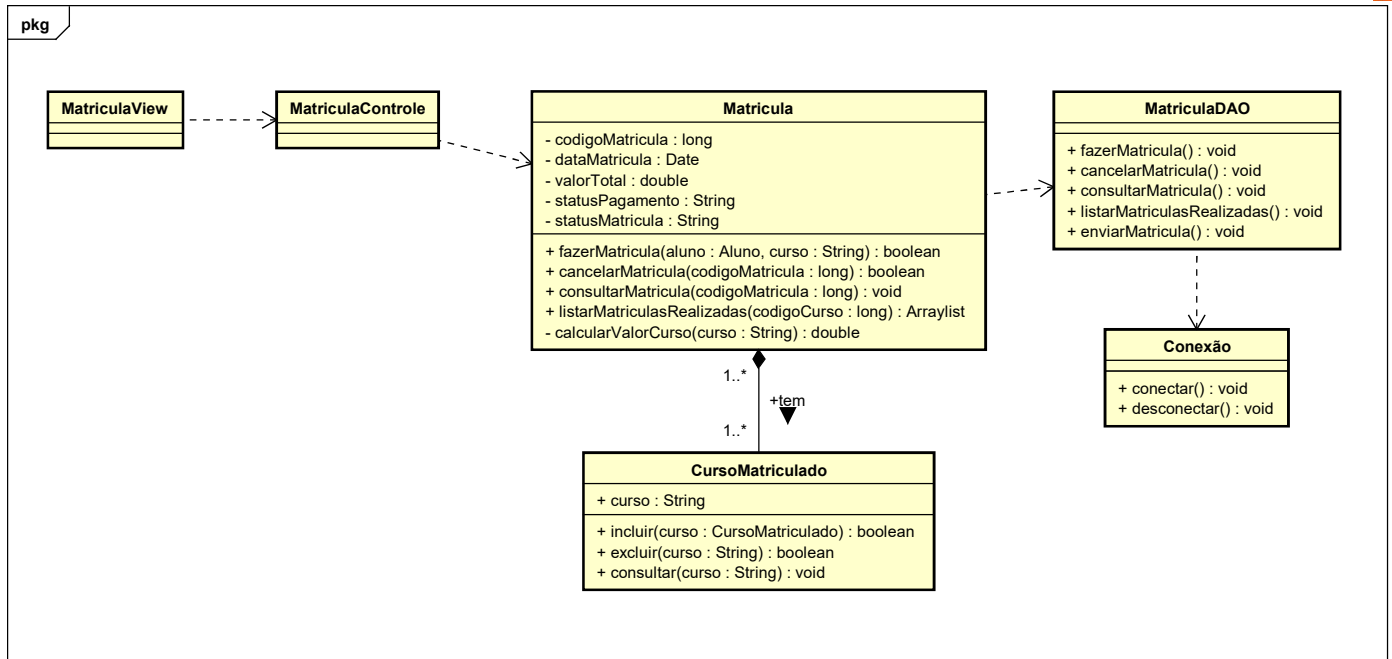 pkg
MatriculaView
MatriculaControle
Matricula
- codigoMatricula : long
- dataMatricula : Date
- valorTotal : double
- statusPagamento : String
- statusMatricula : String
+ fazerMatricula(aluno : Aluno, curso : String) : boolean
+ cancelarMatricula(codigoMatricula : long) : boolean
+ consultarMatricula(codigoMatricula : long) : void
+ listarMatriculasRealizadas(codigoCurso : long) : Arraylist
- calcularValorCurso(curso : String) : double
MatriculaDAO
+ fazerMatricula() : void
+ cancelarMatricula() : void
+ consultarMatricula() : void
+ listarMatriculasRealizadas() : void
+ enviarMatricula() : void
Conexão
+ conectar() : void
+ desconectar() : void
1..*
+tem
1..*
CursoMatriculado
+ curso : String
+ incluir(curso : CursoMatriculado) : boolean
+ excluir(curso : String) : boolean
+ consultar(curso : String) : void